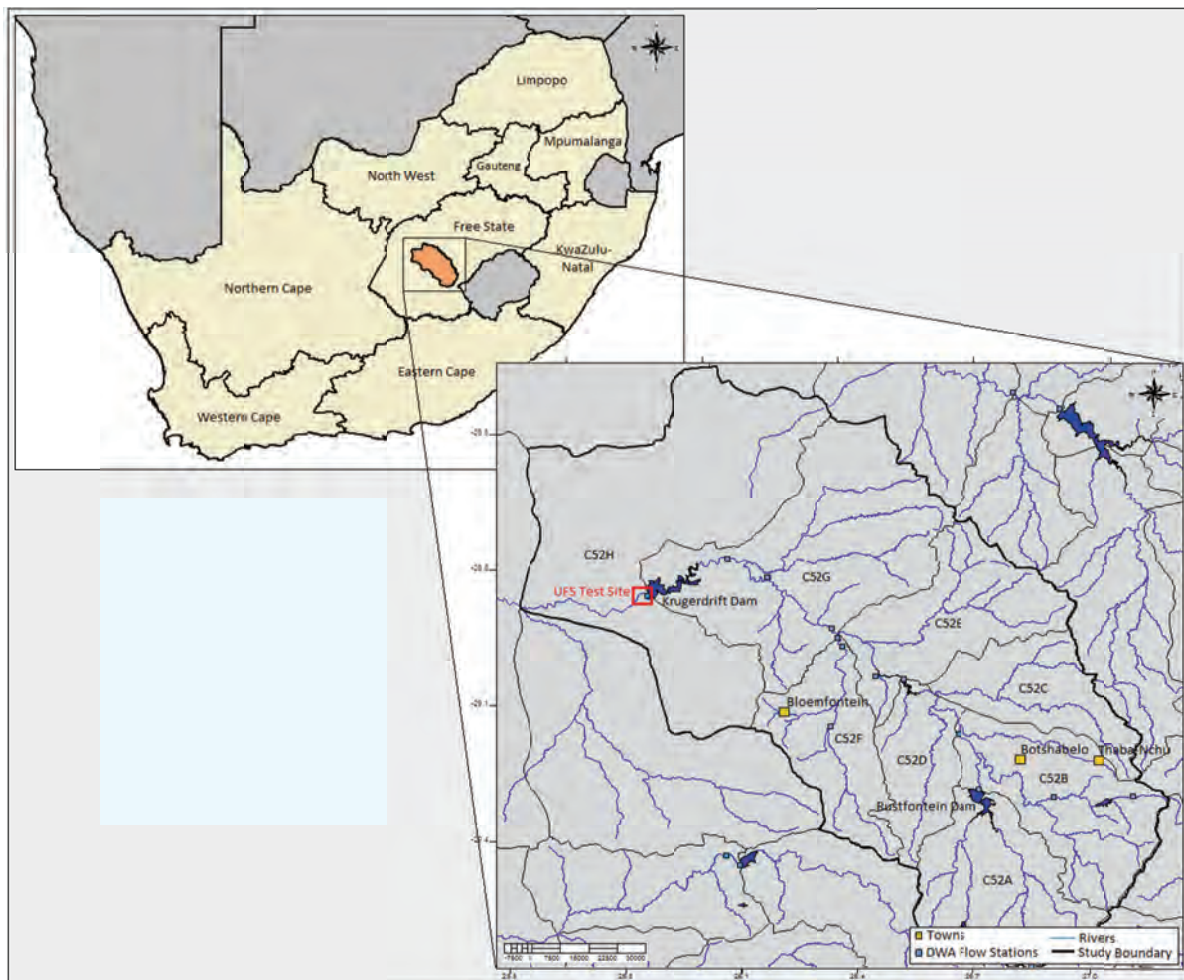 Limpopo
Mpumalanga
Gauteng
North West
Free State
KwaZulu-
Natal
Northern Cape
Eastern Cape
Western Cape
C52H
C52G
UFS Test Site
Krugerdrift Dam
C52E
C52C
Bloemfontein
C52F
Botshabelo
Thaba Nchu
C52D
C52B
Rustfontein Dam
C52A
Towns
Rivers
DWA Flow Stations
Study Boundary